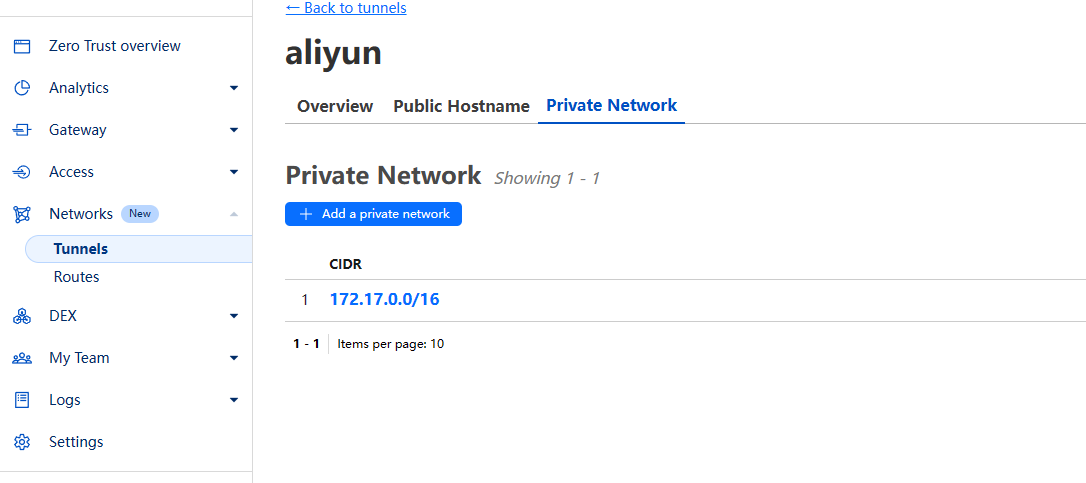 ← Back to tunnels
aliyun
Overview Public Hostname Private Network
Private Network Showing 1 - 1
+ Add a private network
CIDR
1 172.17.0.0/16
1 - 1 Items per page: 10
Zero Trust overview
Analytics
Gateway
Access
Networks New
Tunnels
Routes
DEX
My Team
Logs
Settings